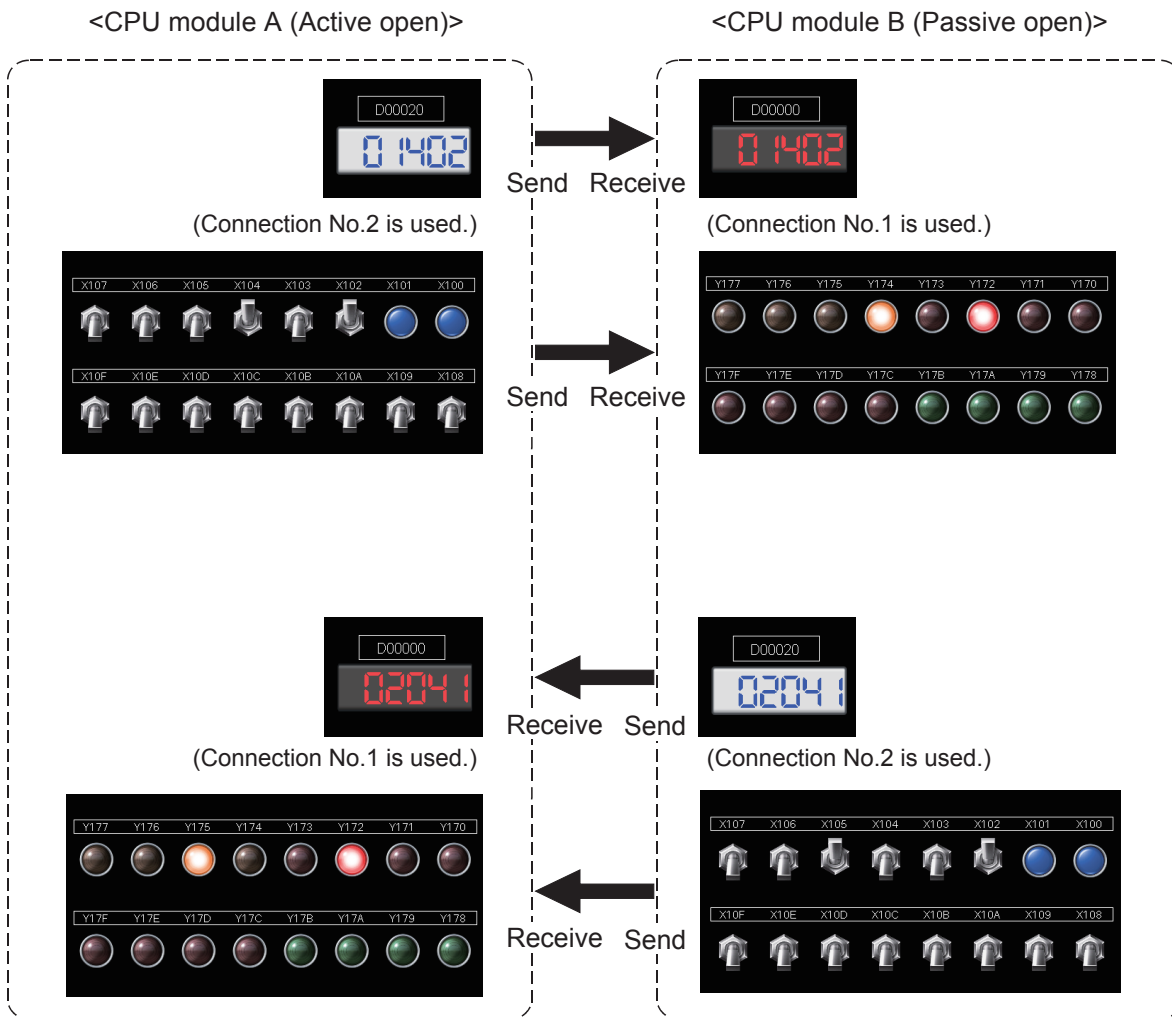 <CPU module A (Active open)>
<CPU module B (Passive open)>
D00020
01402
Send Receive
D00000
01402
(Connection No.2 is used.)
(Connection No.1 is used.)
X107 X106 X105 X104 X103 X102 X101 X100
X10F X10E X10D X10C X10B X10A X109 X108
Send Receive
Y177 Y176 Y175 Y174 Y173 Y172 Y171 Y170
Y17F Y17E Y17D Y17C Y17B Y17A Y179 Y178
D00000
02041
Receive Send
D00020
02041
(Connection No.1 is used.)
(Connection No.2 is used.)
Y177 Y176 Y175 Y174 Y173 Y172 Y171 Y170
Y17F Y17E Y17D Y17C Y17B Y17A Y179 Y178
Receive Send
X107 X106 X105 X104 X103 X102 X101 X100
X10F X10E X10D X10C X10B X10A X109 X108